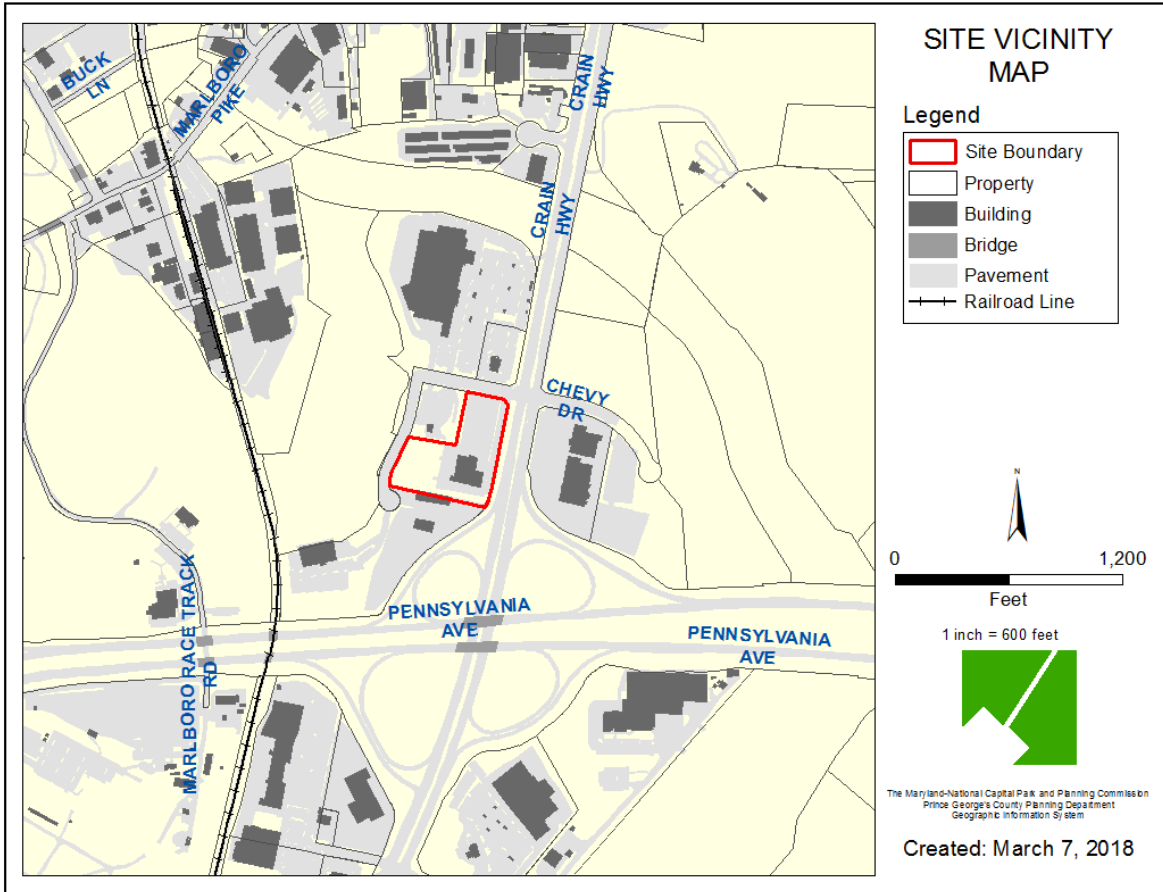 BUCK
LN
MARLBORO
PIKE
CRAIN
HWY
CRAIN
HWY
CHEVY
DR
MARLBORO RACE TRACK
RD
PENNSYLVANIA
AVE
PENNSYLVANIA
AVE
SITE VICINITY
MAP
Legend
Site Boundary
Property
Building
Bridge
Pavement
Railroad Line
N
0 1,200
Feet
1 inch = 600 feet
The Maryland-National Capital Park and Planning Commission
Prince George's County Planning Department
Geographic Information System
Created: March 7, 2018